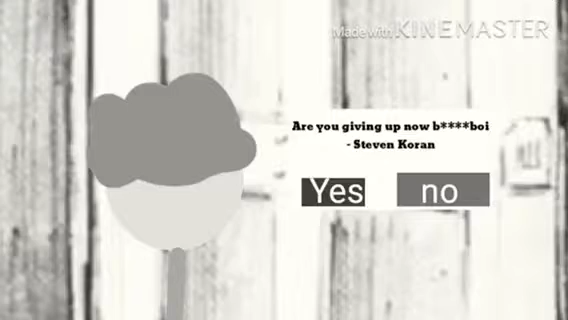 Made with KINEMASTER
Are you giving up now b****boi
- Steven Koran
Yes
no